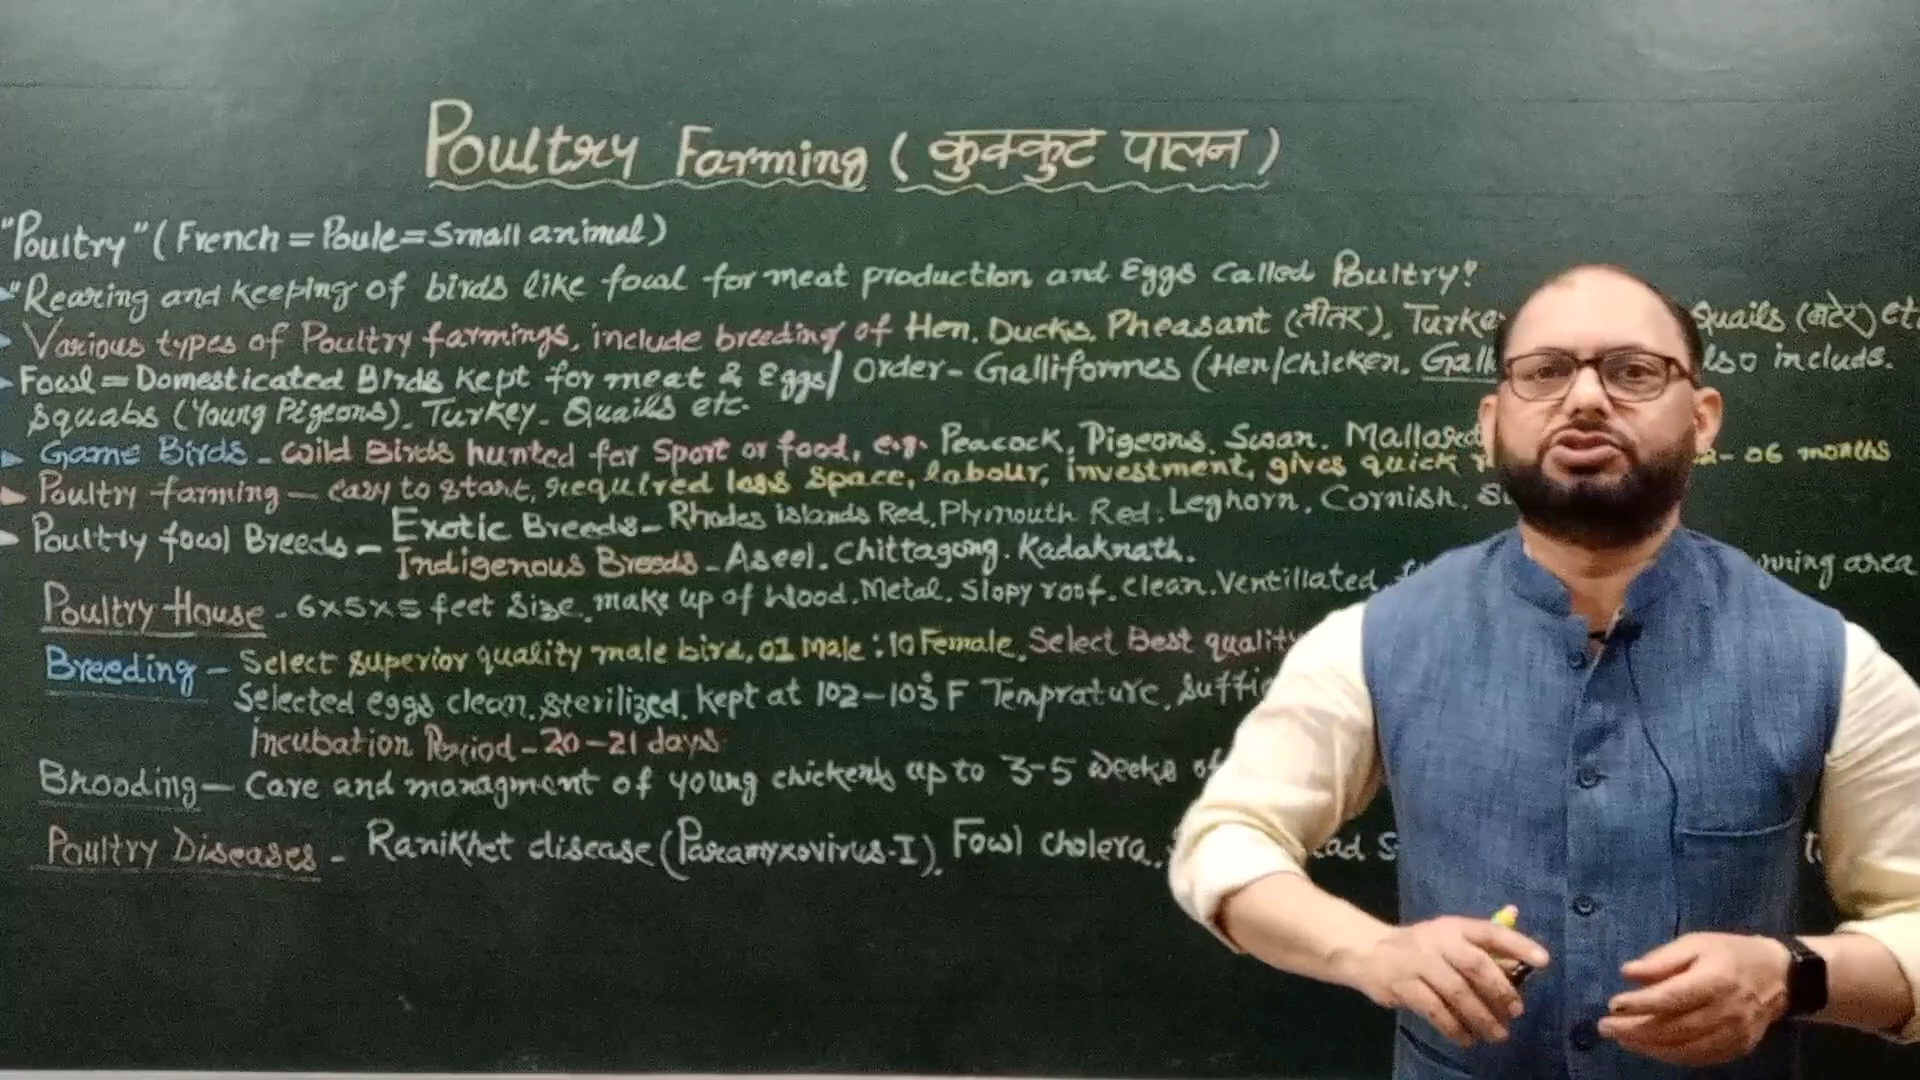 Poultry Farming ( कुक्कुट पालन )
"Poultry" ( French = Poule = Small animal )
"Rearing and keeping of birds like fowl for meat production and Eggs called Poultry"
Various types of Poultry farmings, include breeding of Hen. Ducks. Pheasant (तीतर), Quails (बटेर) etc
Fowl = Domesticated Birds kept for meat & Eggs / Order - Galliformes (Hen/chicken. include.
Squabs (Young Pigeons). Turkey. Quails etc.
Game Birds - Wild Birds hunted for Sport or food, e.g. Peacock, Pigeons. Swan. Mallard
Poultry farming - easy to start, required less space, labour, investment, gives quick 06 months
Poultry fowl Breeds - Exotic Breeds - Rhodes islands Red, Plymouth Red. Leghorn. Cornish.
Indigenous Breeds - Aseel. Chittagong. Kadaknath.
Poultry House - 6x5x5 feet Size. make up of Wood. Metal. Slopy roof. clean. Ventillated. area
Breeding - Select superior quality male bird, 01 Male : 10 Female. Select Best quality
Selected eggs clean. sterilized. kept at 102-103° F Temprature.
Incubation Period - 20-21 days
Brooding - Care and managment of young chickens up to 3-5 weeks
Poultry Diseases - Ranikhet disease (Paramyxovirus-I). Fowl cholera.